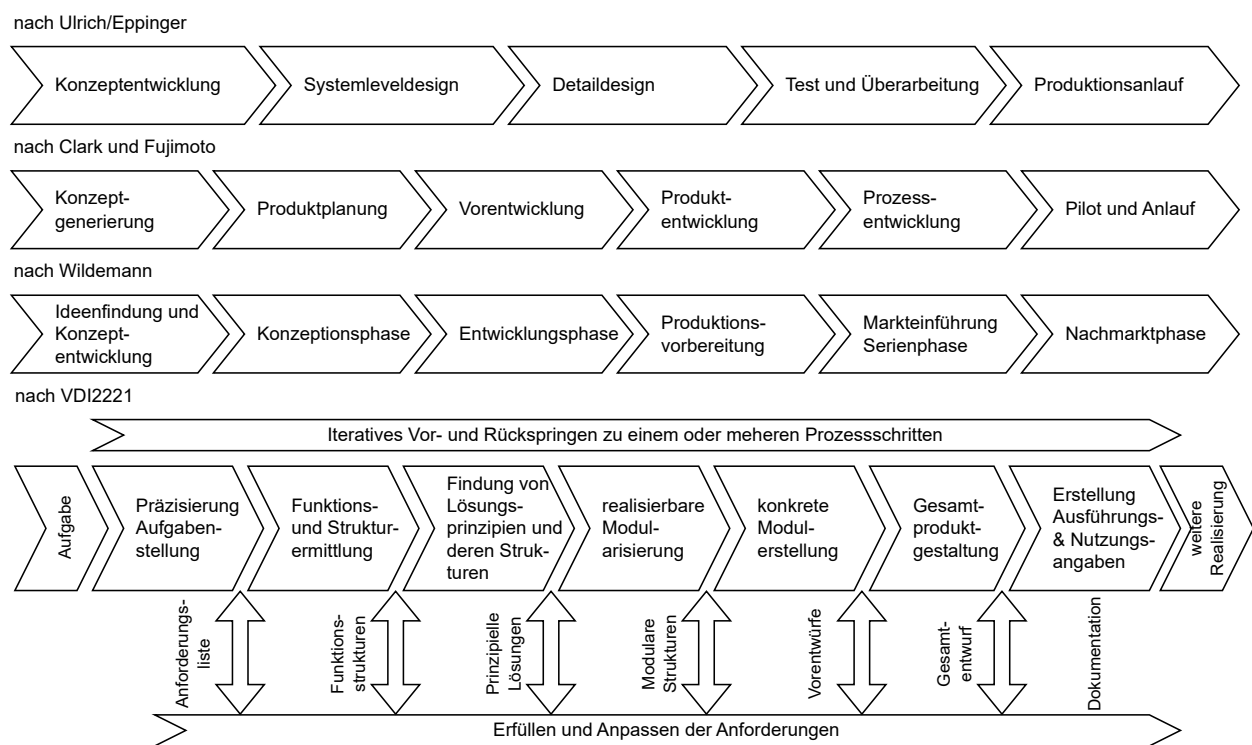 nach Ulrich/Eppinger
Konzeptentwicklung
Systemleveldesign
Detaildesign
Test und Überarbeitung
Produktionsanlauf
nach Clark und Fujimoto
Konzept-
generierung
Produktplanung
Vorentwicklung
Produkt-
entwicklung
Prozess-
entwicklung
Pilot und Anlauf
nach Wildemann
Ideenfindung und
Konzept-
entwicklung
Konzeptionsphase
Entwicklungsphase
Produktions-
vorbereitung
Markteinführung
Serienphase
Nachmarktphase
nach VDI2221
Iteratives Vor- und Rückspringen zu einem oder meheren Prozessschritten
Aufgabe
Präzisierung
Aufgaben-
stellung
Funktions-
und Struktur-
ermittlung
Findung von
Lösungs-
prinzipien und
deren Struk-
turen
realisierbare
Modul-
arisierung
konkrete
Modul-
erstellung
Gesamt-
produkt-
gestaltung
Erstellung
Ausführungs-
& Nutzungs-
angaben
weitere
Realisierung
Anforderungs-
liste
Funktions-
strukturen
Prinzipielle
Lösungen
Modulare
Strukturen
Vorentwürfe
Gesamt-
entwurf
Dokumentation
Erfüllen und Anpassen der Anforderungen